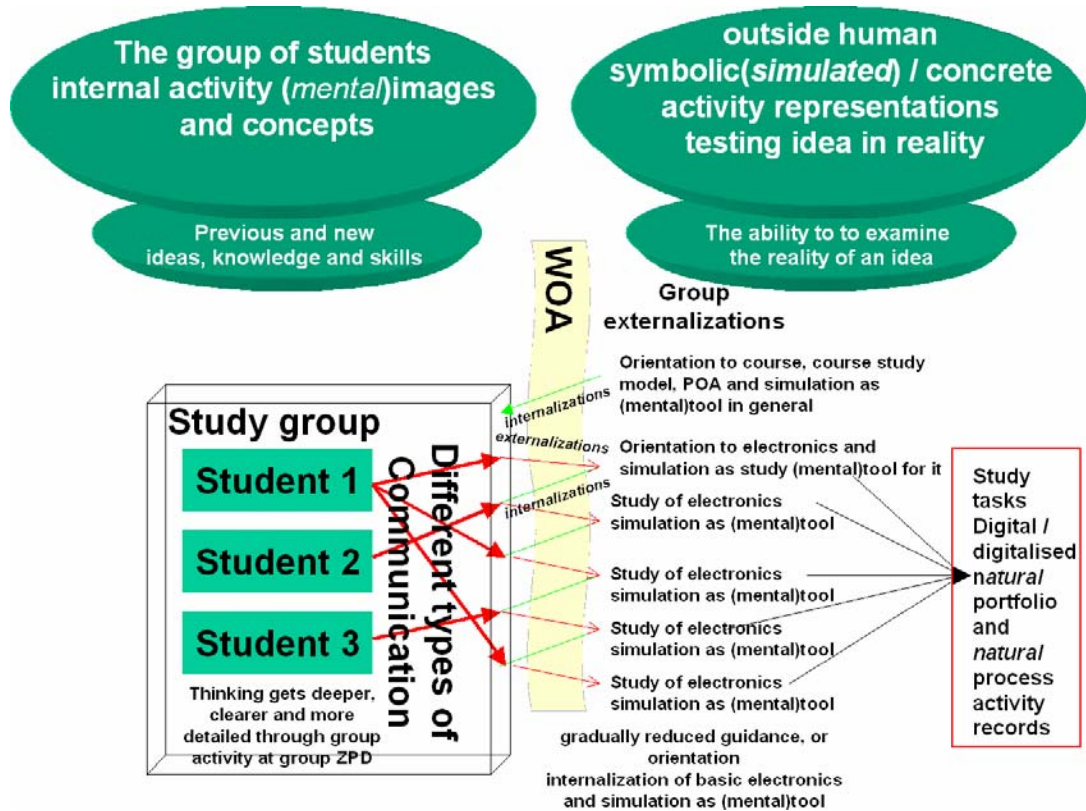 The group of students
internal activity (mental)images
and concepts
Previous and new
ideas, knowledge and skills
outside human
symbolic(simulated) / concrete
activity representations
testing idea in reality
The ability to to examine
the reality of an idea
WOA
Group
externalizations
Study group
Student 1
Student 2
Student 3
Thinking gets deeper,
clearer and more
detailed through group
activity at group ZPD
Different types of
Communication
internalizations
externalizations
internalizations
Orientation to course, course study
model, POA and simulation as
(mental)tool in general
Orientation to electronics and
simulation as study (mental)tool for it
Study of electronics
simulation as (mental)tool
Study of electronics
simulation as (mental)tool
Study of electronics
simulation as (mental)tool
Study of electronics
simulation as (mental)tool
gradually reduced guidance, or
orientation
internalization of basic electronics
and simulation as (mental)tool
Study
tasks
Digital /
digitalised
natural
portfolio
and
natural
process
activity
records